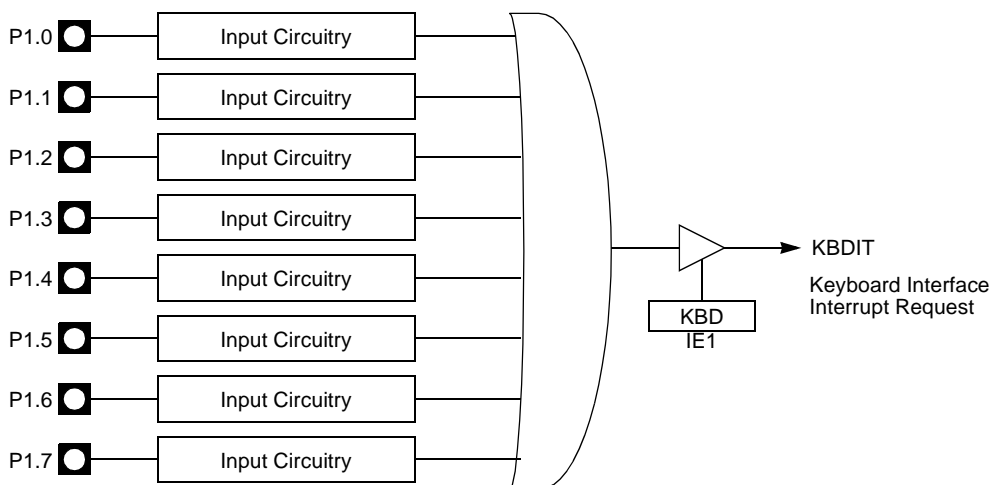 P1.0 Input Circuitry
P1.1 Input Circuitry
P1.2 Input Circuitry
P1.3 Input Circuitry
P1.4 Input Circuitry
P1.5 Input Circuitry
P1.6 Input Circuitry
P1.7 Input Circuitry
KBDIT
Keyboard Interface
Interrupt Request
KBD
IE1